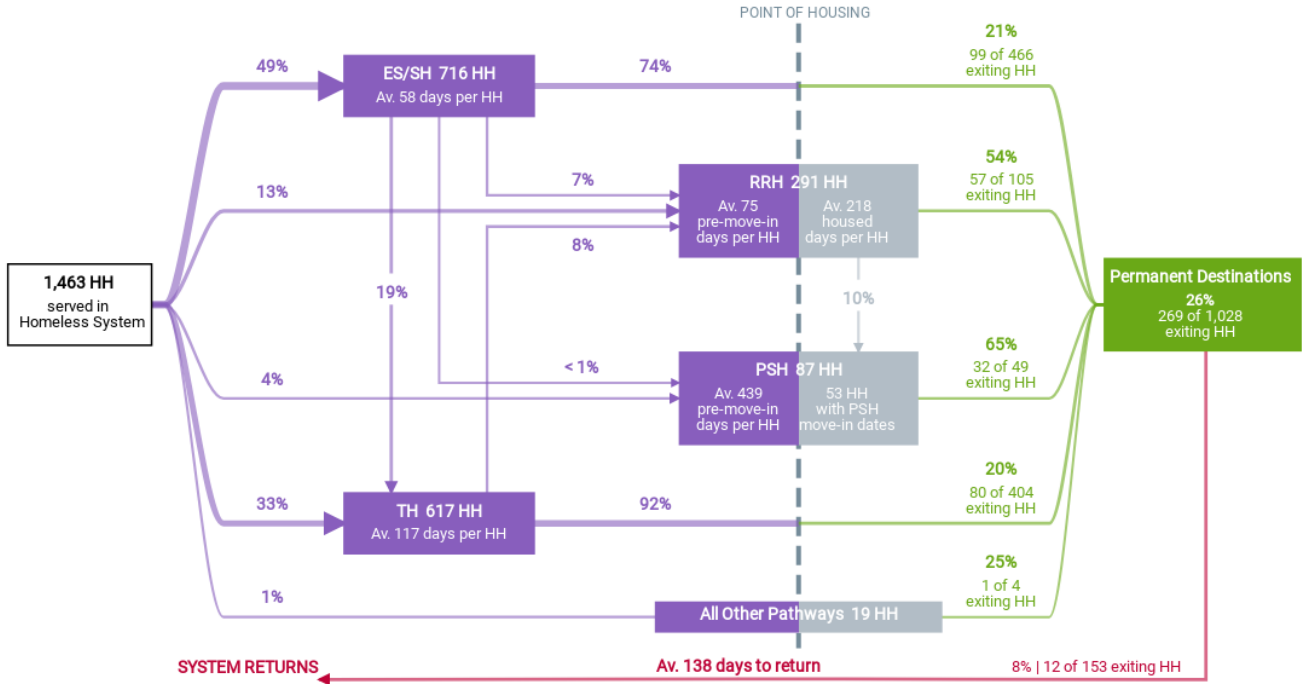 POINT OF HOUSING
49%
ES/SH 716 HH
Av. 58 days per HH
74%
21%
99 of 466
exiting HH
13%
7%
8%
RRH 291 HH
Av. 75
pre-move-in
days per HH
Av. 218
housed
days per HH
54%
57 of 105
exiting HH
1,463 HH
served in
Homeless System
19%
10%
Permanent Destinations
26%
269 of 1,028
exiting HH
4%
< 1%
PSH 87 HH
Av. 439
pre-move-in
days per HH
53 HH
with PSH
move-in dates
65%
32 of 49
exiting HH
33%
TH 617 HH
Av. 117 days per HH
92%
20%
80 of 404
exiting HH
1%
All Other Pathways 19 HH
25%
1 of 4
exiting HH
SYSTEM RETURNS
Av. 138 days to return
8% | 12 of 153 exiting HH